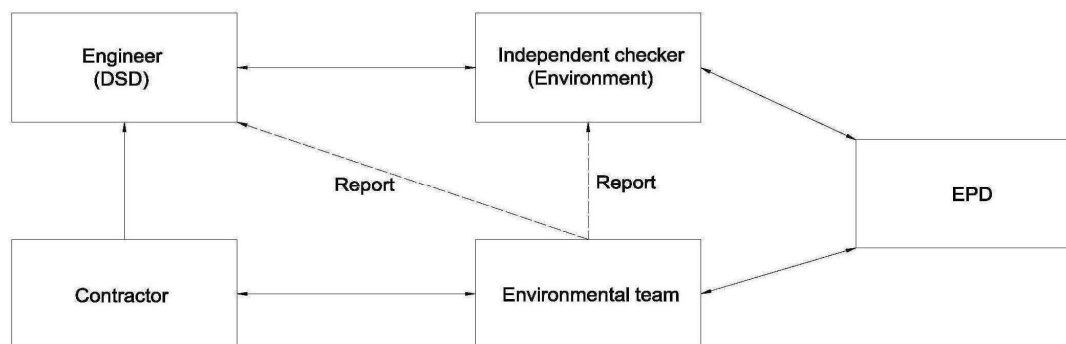 Engineer
(DSD)
Independent checker
(Environment)
Report
Report
EPD
Contractor
Environmental team